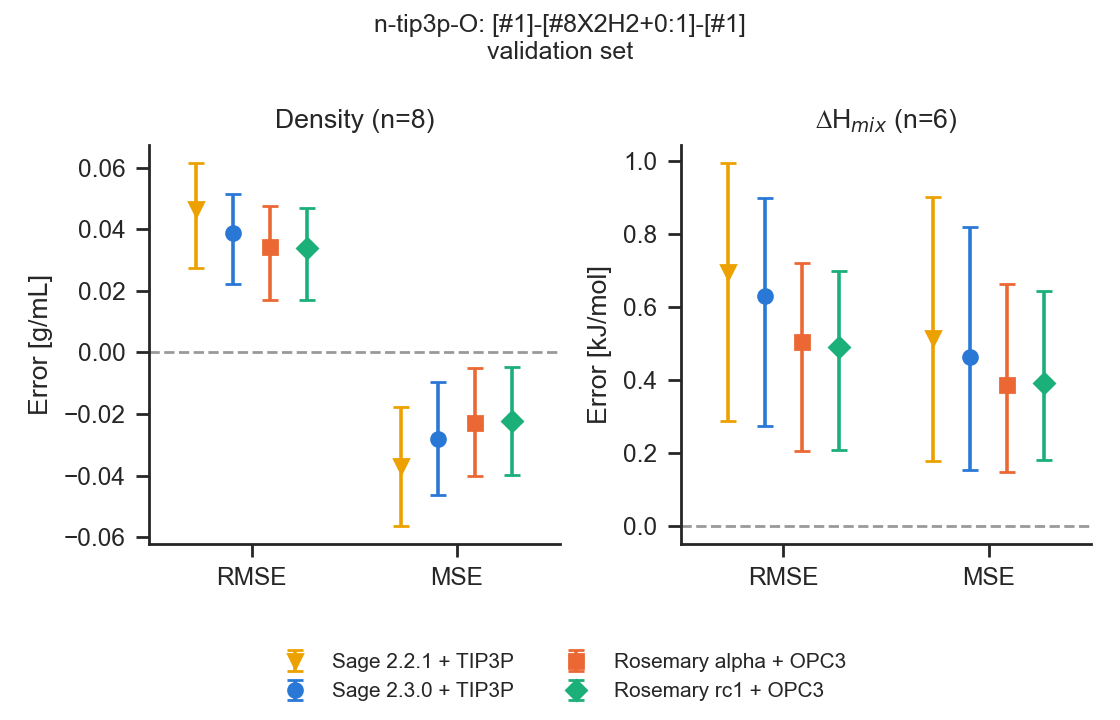 n-tip3p-O: [#1]-[#8X2H2+0:1]-[#1]
validation set
Density (n=8)
Error [g/mL]
0.06
0.04
0.02
0.00
−0.02
−0.04
−0.06
RMSE
MSE
ΔH_mix (n=6)
Error [kJ/mol]
1.0
0.8
0.6
0.4
0.2
0.0
RMSE
MSE
Sage 2.2.1 + TIP3P
Sage 2.3.0 + TIP3P
Rosemary alpha + OPC3
Rosemary rc1 + OPC3